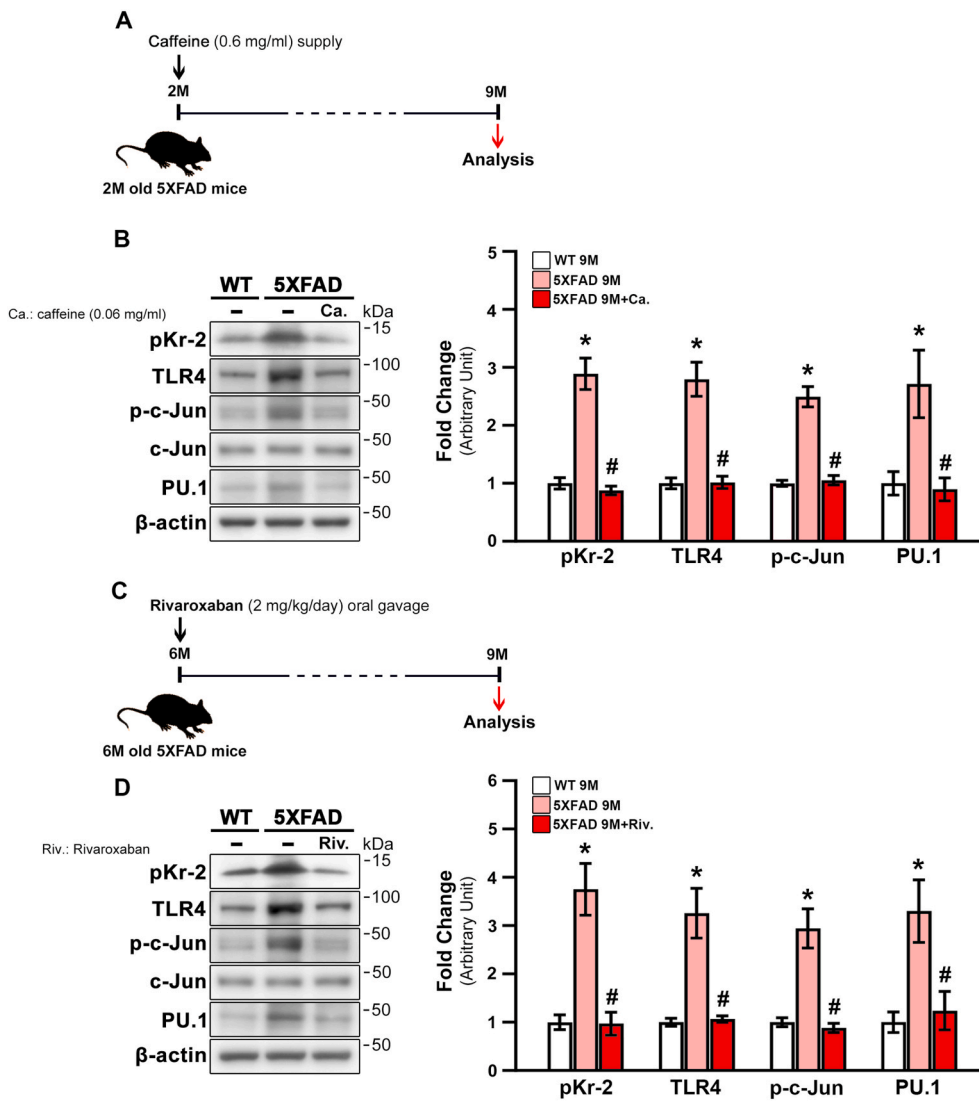 A
Caffeine (0.6 mg/ml) supply
2M
9M
Analysis
2M old 5XFAD mice
B
WT 5XFAD
Ca.: caffeine (0.06 mg/ml)
– – Ca. kDa
pKr-2 -15
TLR4 -100
p-c-Jun -50
c-Jun -50
PU.1 -50
β-actin -50
Fold Change
(Arbitrary Unit)
5
4
3
2
1
0
WT 9M
5XFAD 9M
5XFAD 9M+Ca.
* * * *
# # # #
pKr-2 TLR4 p-c-Jun PU.1
C
Rivaroxaban (2 mg/kg/day) oral gavage
6M
9M
Analysis
6M old 5XFAD mice
D
WT 5XFAD
Riv.: Rivaroxaban
– – Riv. kDa
pKr-2 -15
TLR4 -100
p-c-Jun -50
c-Jun -50
PU.1 -50
β-actin -50
Fold Change
(Arbitrary Unit)
6
5
4
3
2
1
0
WT 9M
5XFAD 9M
5XFAD 9M+Riv.
* * * *
# # # #
pKr-2 TLR4 p-c-Jun PU.1